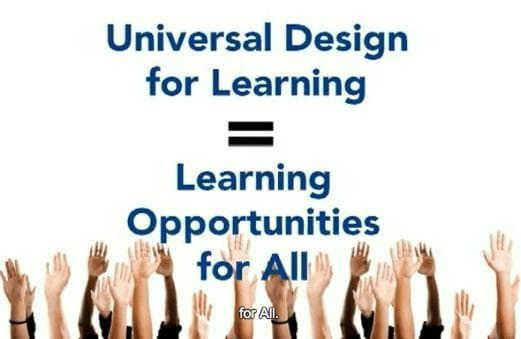 Universal Design
for Learning
=
Learning
Opportunities
for All
for All.